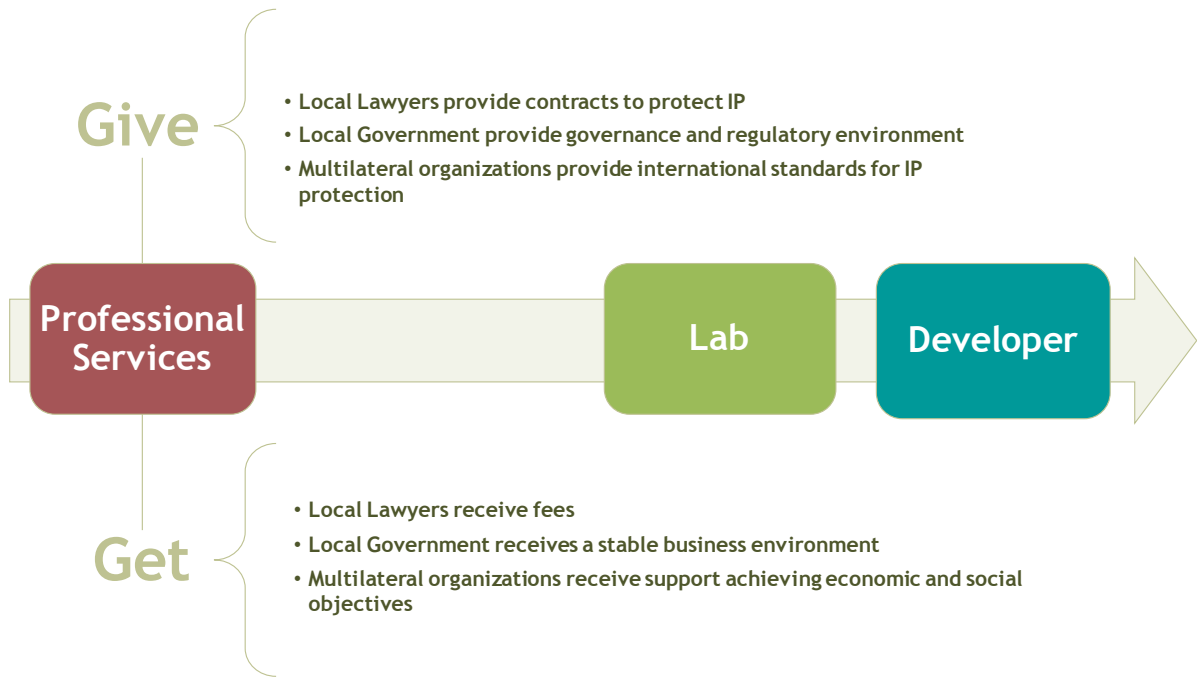 Give
• Local Lawyers provide contracts to protect IP
• Local Government provide governance and regulatory environment
• Multilateral organizations provide international standards for IP
protection
Professional
Services
Lab
Developer
Get
• Local Lawyers receive fees
• Local Government receives a stable business environment
• Multilateral organizations receive support achieving economic and social
objectives